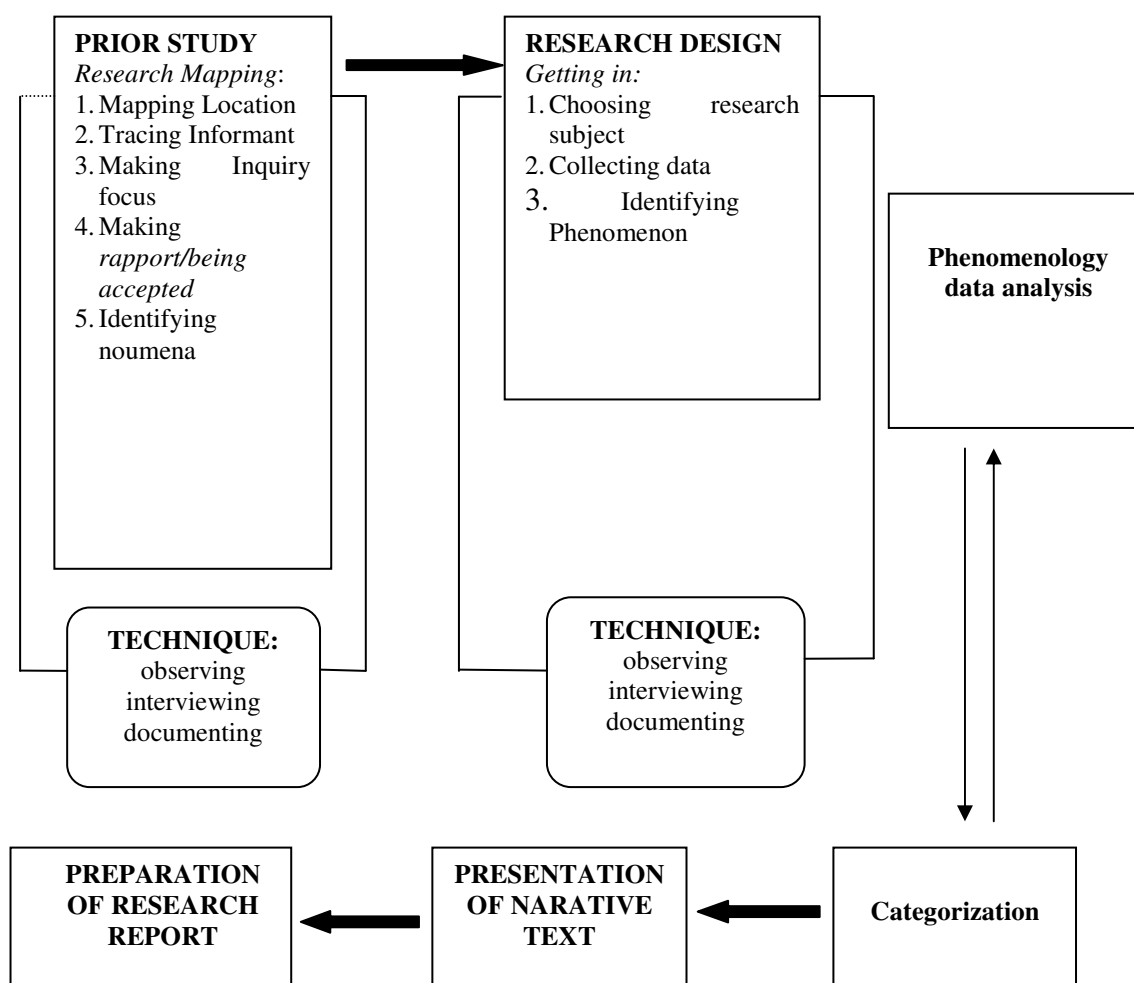 PRIOR STUDY
Research Mapping:
1. Mapping Location
2. Tracing Informant
3. Making Inquiry
focus
4. Making
rapport/being
accepted
5. Identifying
noumena
TECHNIQUE:
observing
interviewing
documenting
RESEARCH DESIGN
Getting in:
1. Choosing research
subject
2. Collecting data
3. Identifying
Phenomenon
TECHNIQUE:
observing
interviewing
documenting
Phenomenology
data analysis
Categorization
PRESENTATION
OF NARATIVE
TEXT
PREPARATION
OF RESEARCH
REPORT